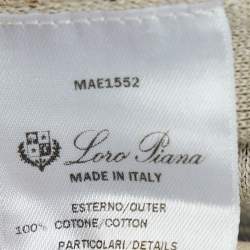 MAE1552
Loro Piana
MADE IN ITALY
ESTERNO/OUTER
100% COTONE/COTTON
PARTICOLARI/DETAILS